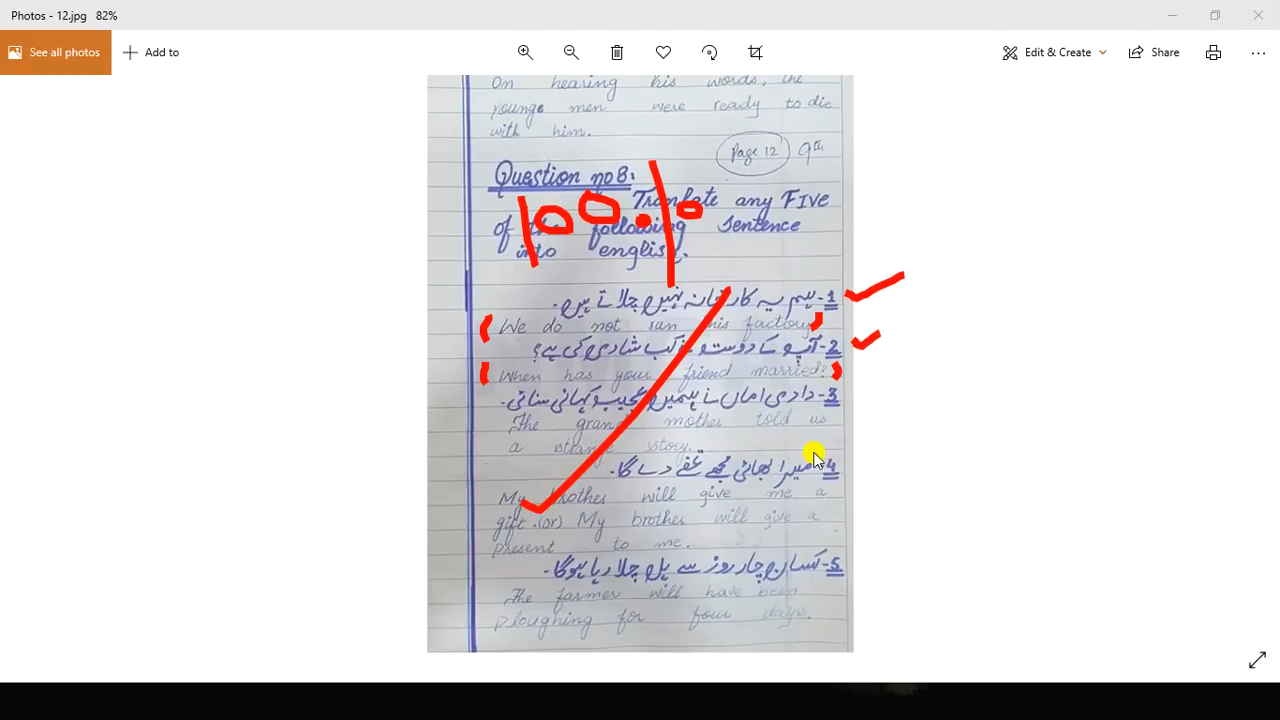 Photos - 12.jpg 82%
See all photos
Add to
Edit & Create
Share
On hearing his words, the
younge men were ready to die
with him.
Page 12 9th
Question no 8:
Translate any FIVE
of the following sentence
into english.
100%
1- ہم یہ کارخانہ نہیں چلاتے ہیں۔
We do not run this factory
2- آپ کے دوست نے کب شادی کی ہے؟
When has your friend married?
3- دادی اماں نے ہمیں عجیب کہانی سنائی۔
The grand mother told us
a strange story.
4- میرا بھائی مجھے تحفے دے گا۔
My brother will give me a
gift. (or) My brother will give a
present to me.
5- کسان چار روز سے ہل چلا رہا ہوگا۔
The farmer will have been
ploughing for four days.